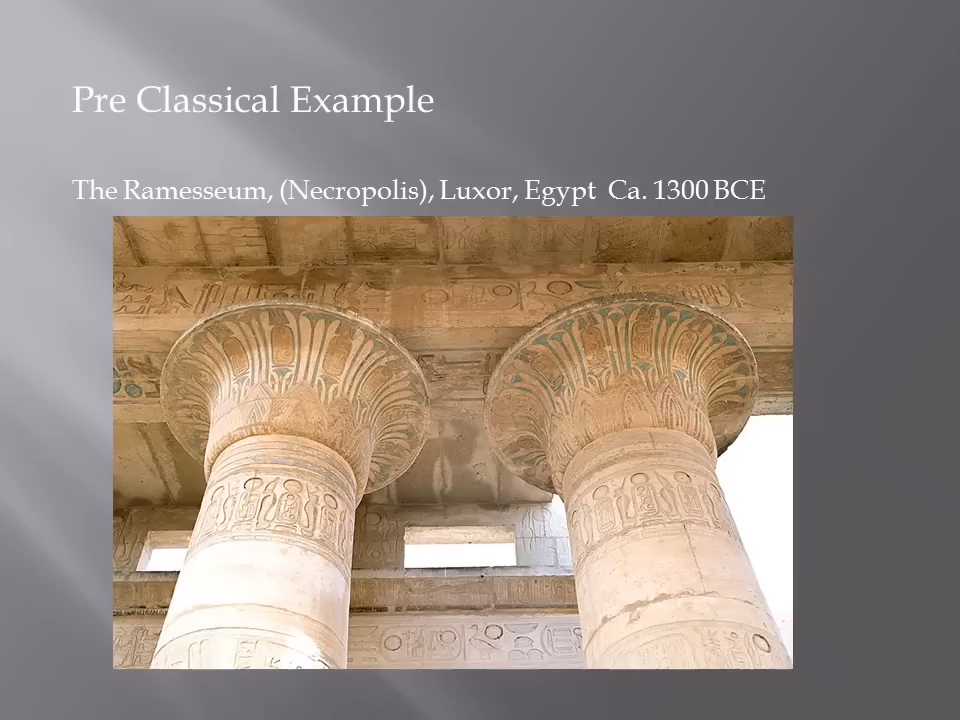 Pre Classical Example
The Ramesseum, (Necropolis), Luxor, Egypt  Ca. 1300 BCE